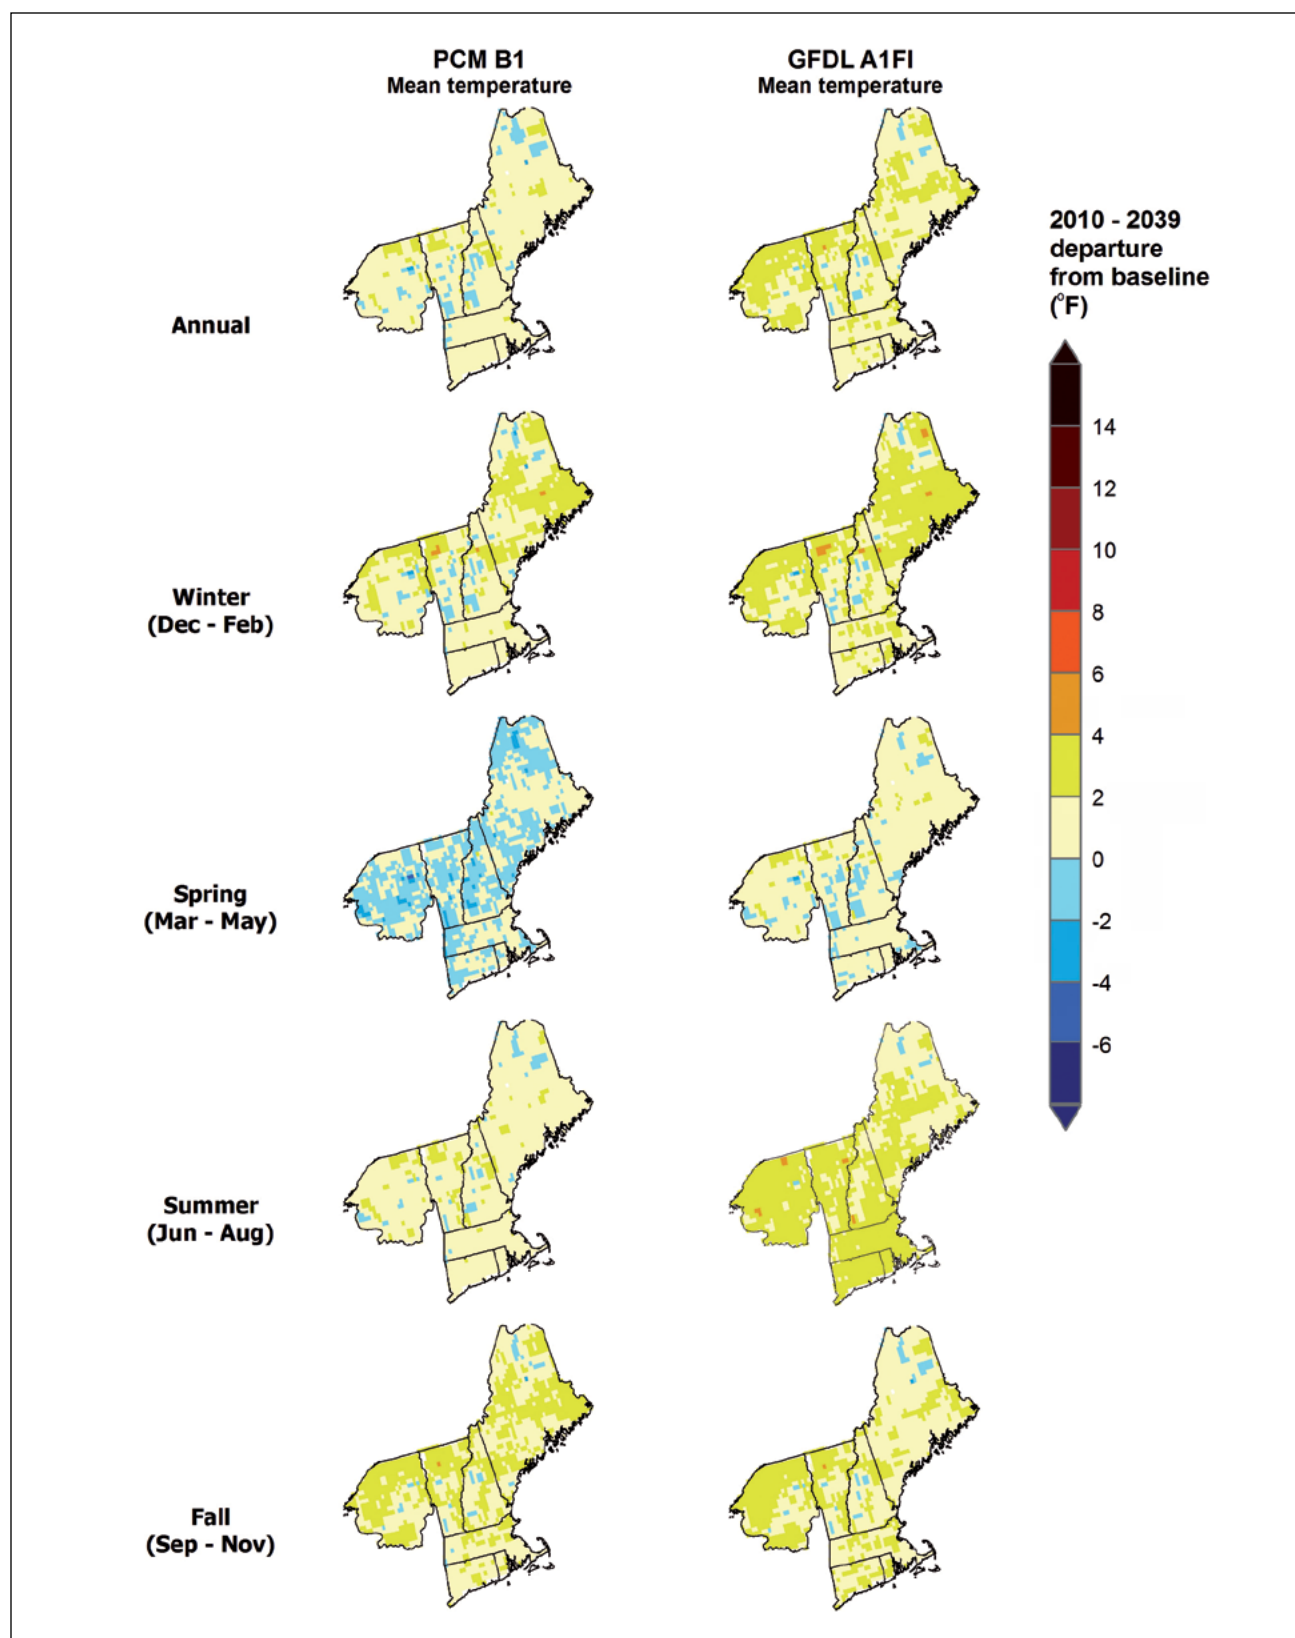 PCM B1
Mean temperature
GFDL A1FI
Mean temperature
2010 - 2039
departure
from baseline
(°F)
Annual
Winter
(Dec - Feb)
Spring
(Mar - May)
Summer
(Jun - Aug)
Fall
(Sep - Nov)
14
12
10
8
6
4
2
0
-2
-4
-6